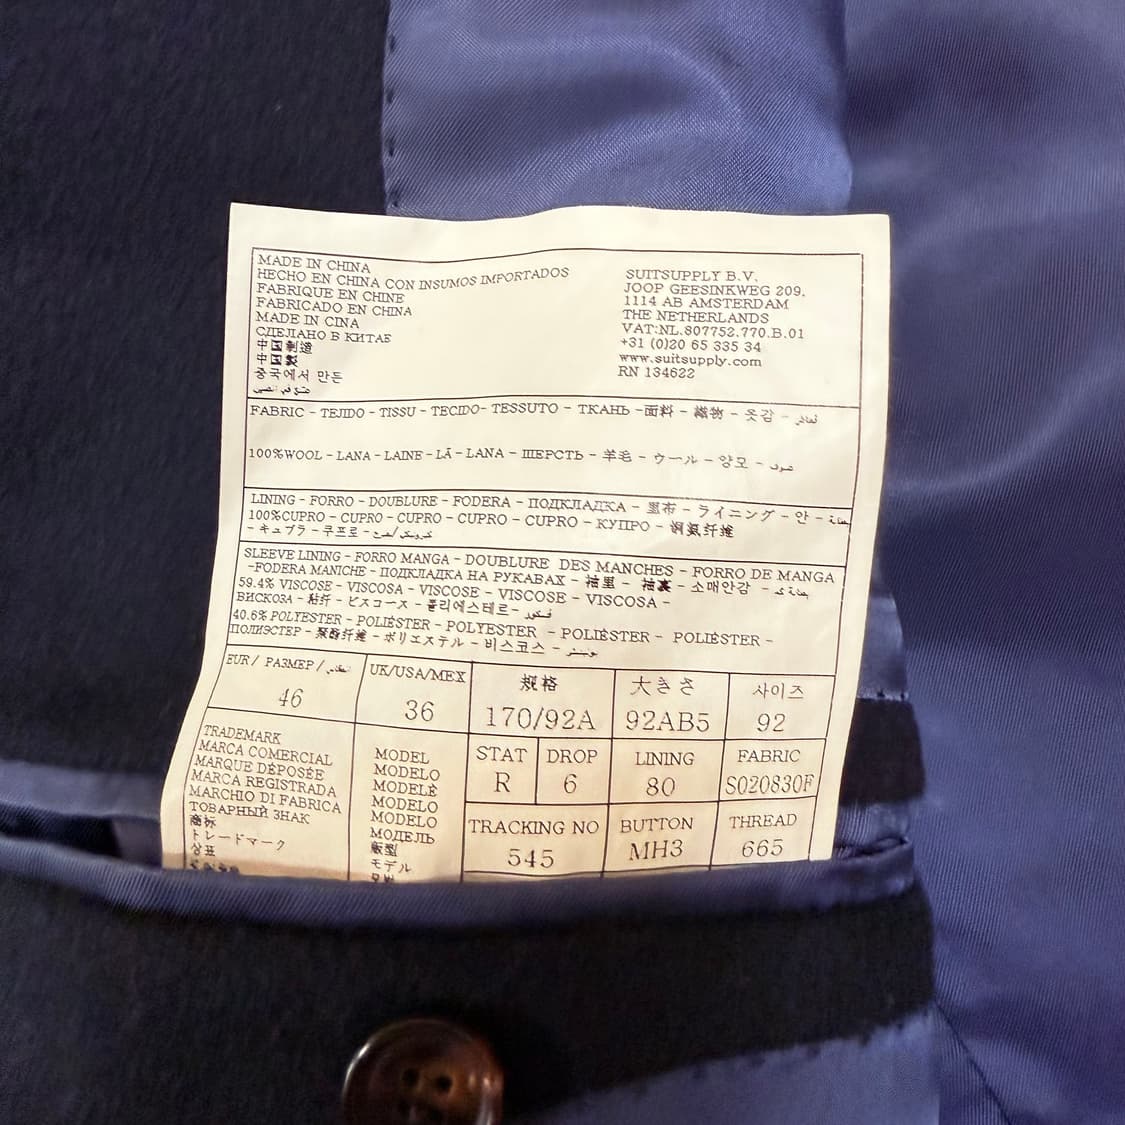 MADE IN CHINA
HECHO EN CHINA CON INSUMOS IMPORTADOS
FABRIQUE EN CHINE
FABRICADO EN CHINA
MADE IN CINA
СДЕЛАНО В КИТАЕ
中国制造
中国製
중국에서 만든
SUITSUPPLY B.V.
JOOP GEESINKWEG 209,
1114 AB AMSTERDAM
THE NETHERLANDS
VAT:NL.807752.770.B.01
+31 (0)20 65 335 34
www.suitsupply.com
RN 134622
FABRIC - TEJIDO - TISSU - TECIDO- TESSUTO - ТКАНЬ -面料 - 織物 - 옷감 - قماش
100%WOOL - LANA - LAINE - LÃ - LANA - ШЕРСТЬ - 羊毛 - ウール - 양모 - صوف
LINING - FORRO - DOUBLURE - FODERA - ПОДКЛАДКА - 里布 - ライニング - 안 - بطانة
100%CUPRO - CUPRO - CUPRO - CUPRO - CUPRO - КУПРО - 铜氨纤维
- キュプラ - 쿠프로 -
SLEEVE LINING - FORRO MANGA - DOUBLURE DES MANCHES - FORRO DE MANGA
-FODERA MANICHE - ПОДКЛАДКА НА РУКАВАХ - 袖里 - 袖裏 - 소매안감 -
59.4% VISCOSE - VISCOSA - VISCOSE - VISCOSE - VISCOSA -
ВИСКОЗА - 粘纤 - ビスコース - 폴리에스테르-
40.6% POLYESTER - POLIÉSTER - POLYESTER - POLIÉSTER - POLIÉSTER -
ПОЛИЭСТЕР - 聚酯纤维 - ポリエステル - 비스코스 -
EUR/ РАЗМЕР /
46
UK/USA/MEX
36
规格
170/92A
大きさ
92AB5
사이즈
92
TRADEMARK
MARCA COMERCIAL
MARQUE DÉPOSÉE
MARCA REGISTRADA
MARCHIO DI FABRICA
ТОВАРНЫЙ ЗНАК
商标
トレードマーク
상표
MODEL
MODELO
MODELÈ
MODELO
MODELO
МОДЕЛЬ
版型
モデル
STAT
R
DROP
6
LINING
80
FABRIC
S020830F
TRACKING NO
545
BUTTON
MH3
THREAD
665